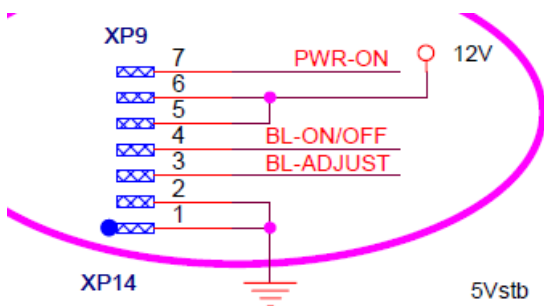 XP9
7 PWR-ON 12V
6
5
4 BL-ON/OFF
3 BL-ADJUST
2
1
XP14
5Vstb